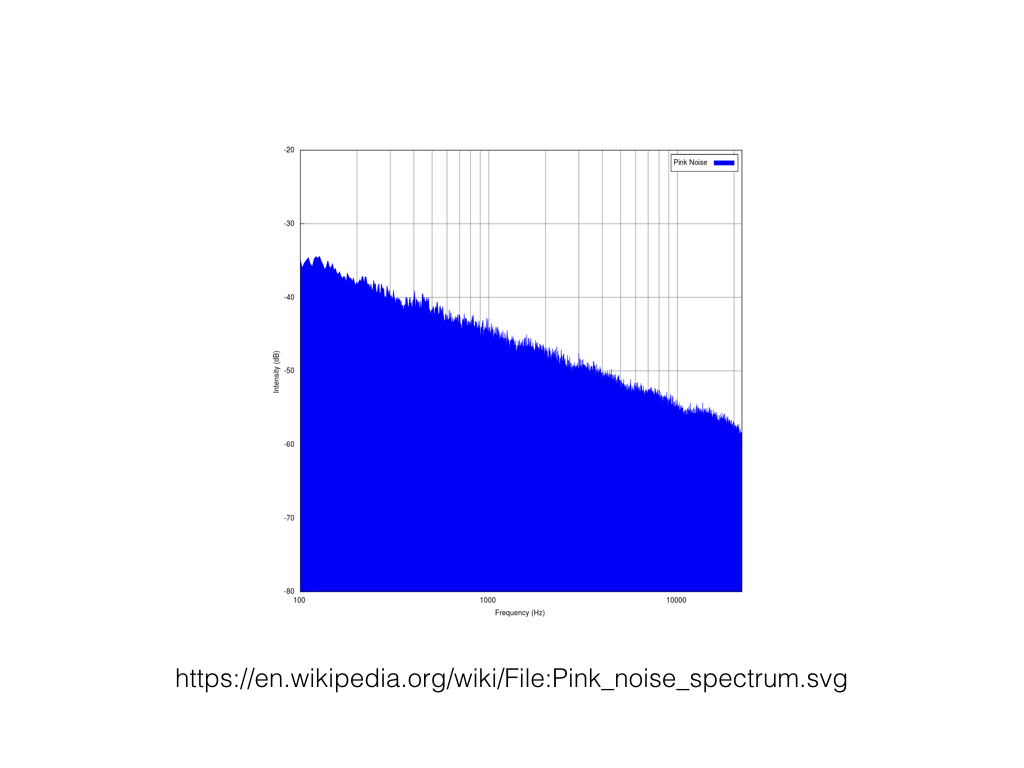 -20
Pink Noise
-30
-40
-50
Intensity (dB)
-60
-70
-80
100 1000 10000
Frequency (Hz)
https://en.wikipedia.org/wiki/File:Pink_noise_spectrum.svg